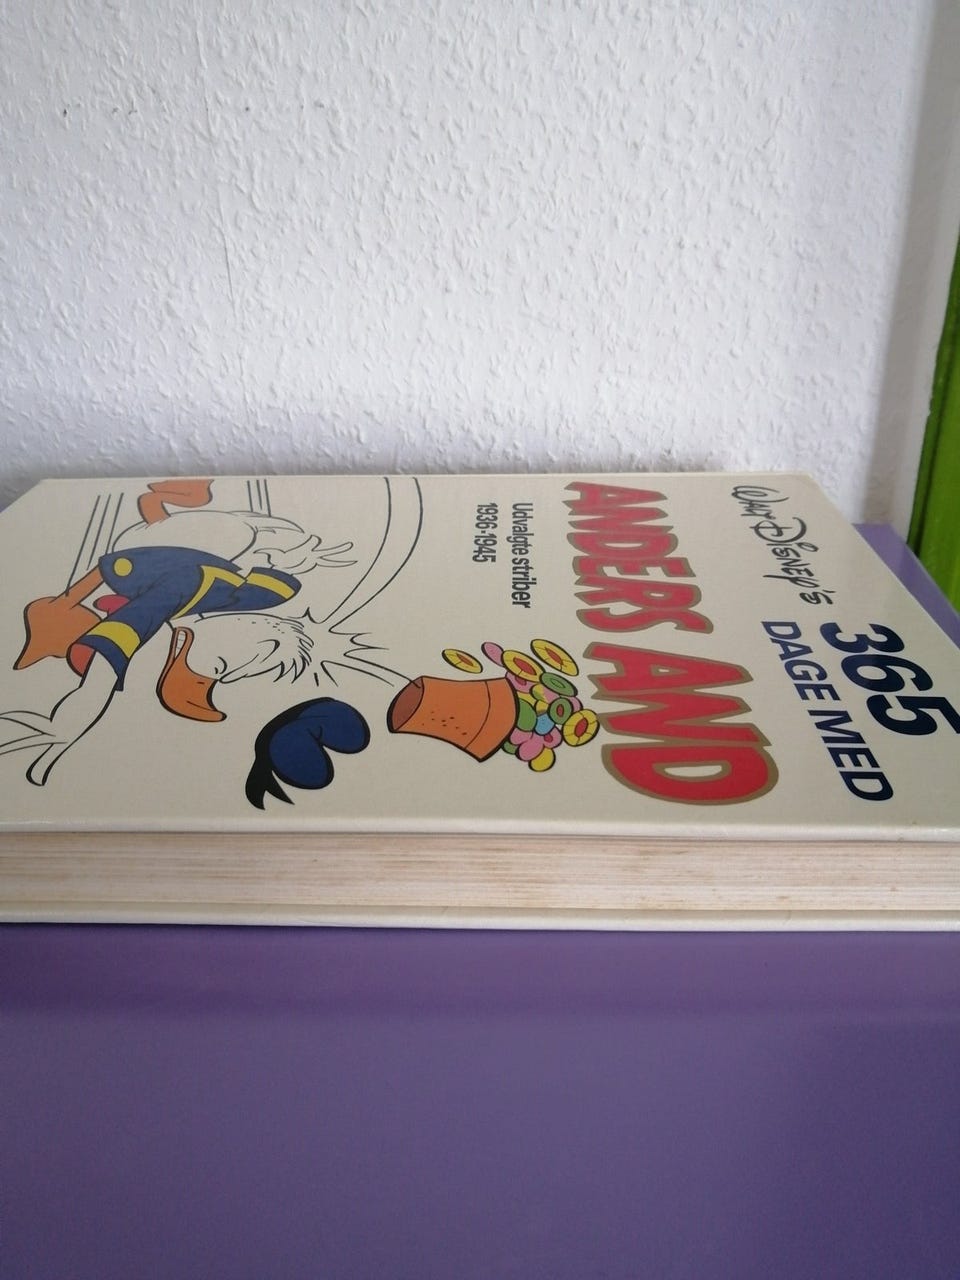 Walt Disney's
365
DAGE MED
ANDERS AND
Udvalgte striber
1936-1945